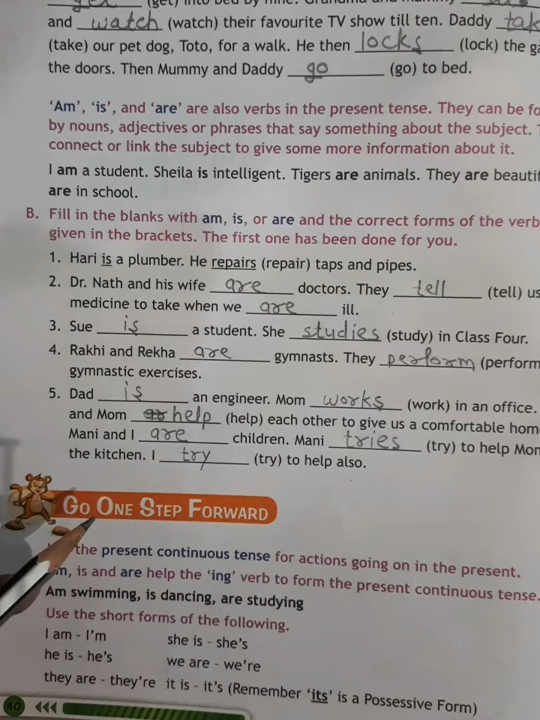 get (get) into bed by nine. Grandma and
and watch (watch) their favourite TV show till ten. Daddy tak
(take) our pet dog, Toto, for a walk. He then locks (lock) the ga
the doors. Then Mummy and Daddy go (go) to bed.
'Am', 'is', and 'are' are also verbs in the present tense. They can be fo
by nouns, adjectives or phrases that say something about the subject.
connect or link the subject to give some more information about it.
I am a student. Sheila is intelligent. Tigers are animals. They are beautif
are in school.
B. Fill in the blanks with am, is, or are and the correct forms of the verb
given in the brackets. The first one has been done for you.
1. Hari is a plumber. He repairs (repair) taps and pipes.
2. Dr. Nath and his wife are doctors. They tell (tell) us
medicine to take when we are ill.
3. Sue is a student. She studies (study) in Class Four.
4. Rakhi and Rekha are gymnasts. They perform (perform
gymnastic exercises.
5. Dad is an engineer. Mom works (work) in an office.
and Mom help (help) each other to give us a comfortable hom
Mani and I are children. Mani tries (try) to help Mom
the kitchen. I try (try) to help also.
GO ONE STEP FORWARD
the present continuous tense for actions going on in the present.
is and are help the 'ing' verb to form the present continuous tense.
Am swimming, is dancing, are studying
Use the short forms of the following.
I am - I'm she is - she's
he is - he's we are - we're
they are - they're it is - it's (Remember 'its' is a Possessive Form)
40